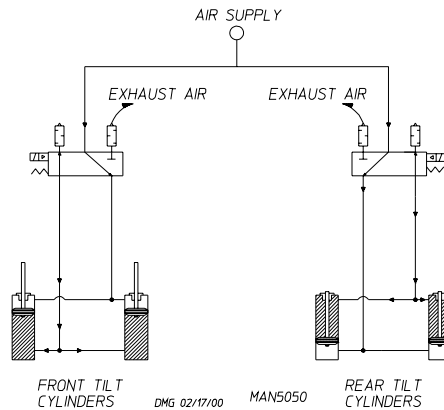 AIR SUPPLY
EXHAUST AIR
EXHAUST AIR
FRONT TILT
CYLINDERS
DMG 02/17/00
MAN5050
REAR TILT
CYLINDERS